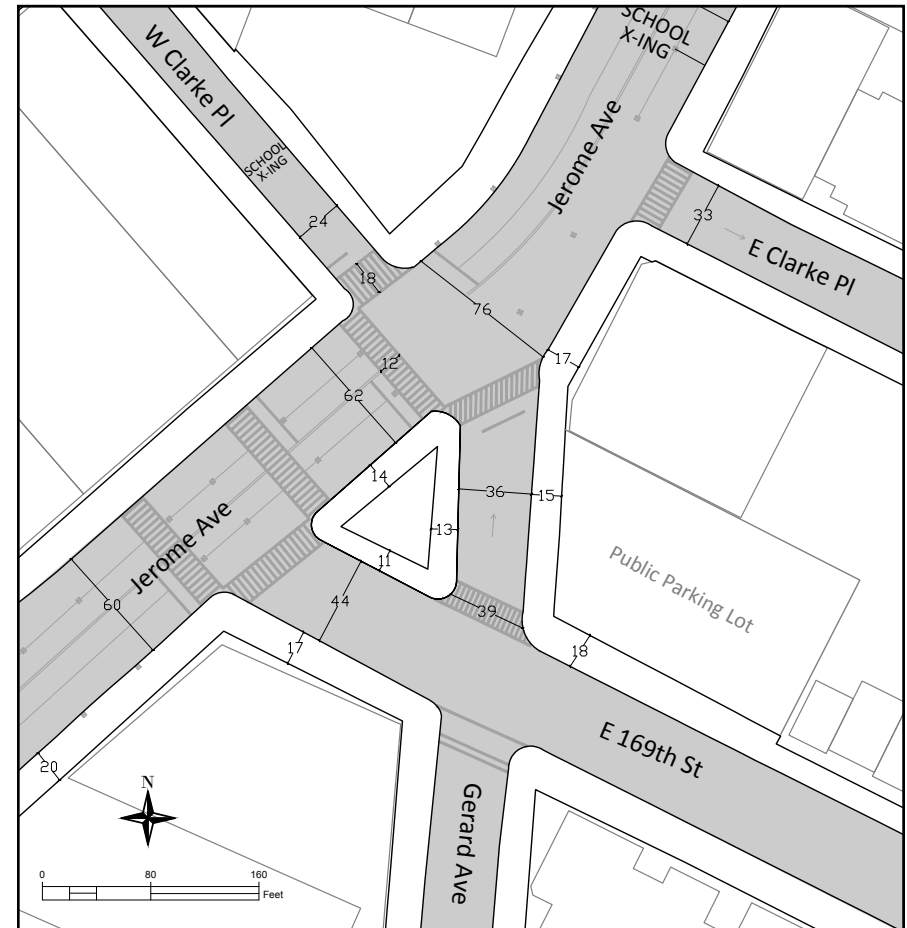 SCHOOL
X-ING
W Clarke Pl
Jerome Ave
SCHOOL
X-ING
24
33
E Clarke Pl
18
76
12
17
62
14
36
15
13
Jerome Ave
11
Public Parking Lot
44
39
60
17
18
E 169th St
20
N
Gerard Ave
0
80
160
Feet